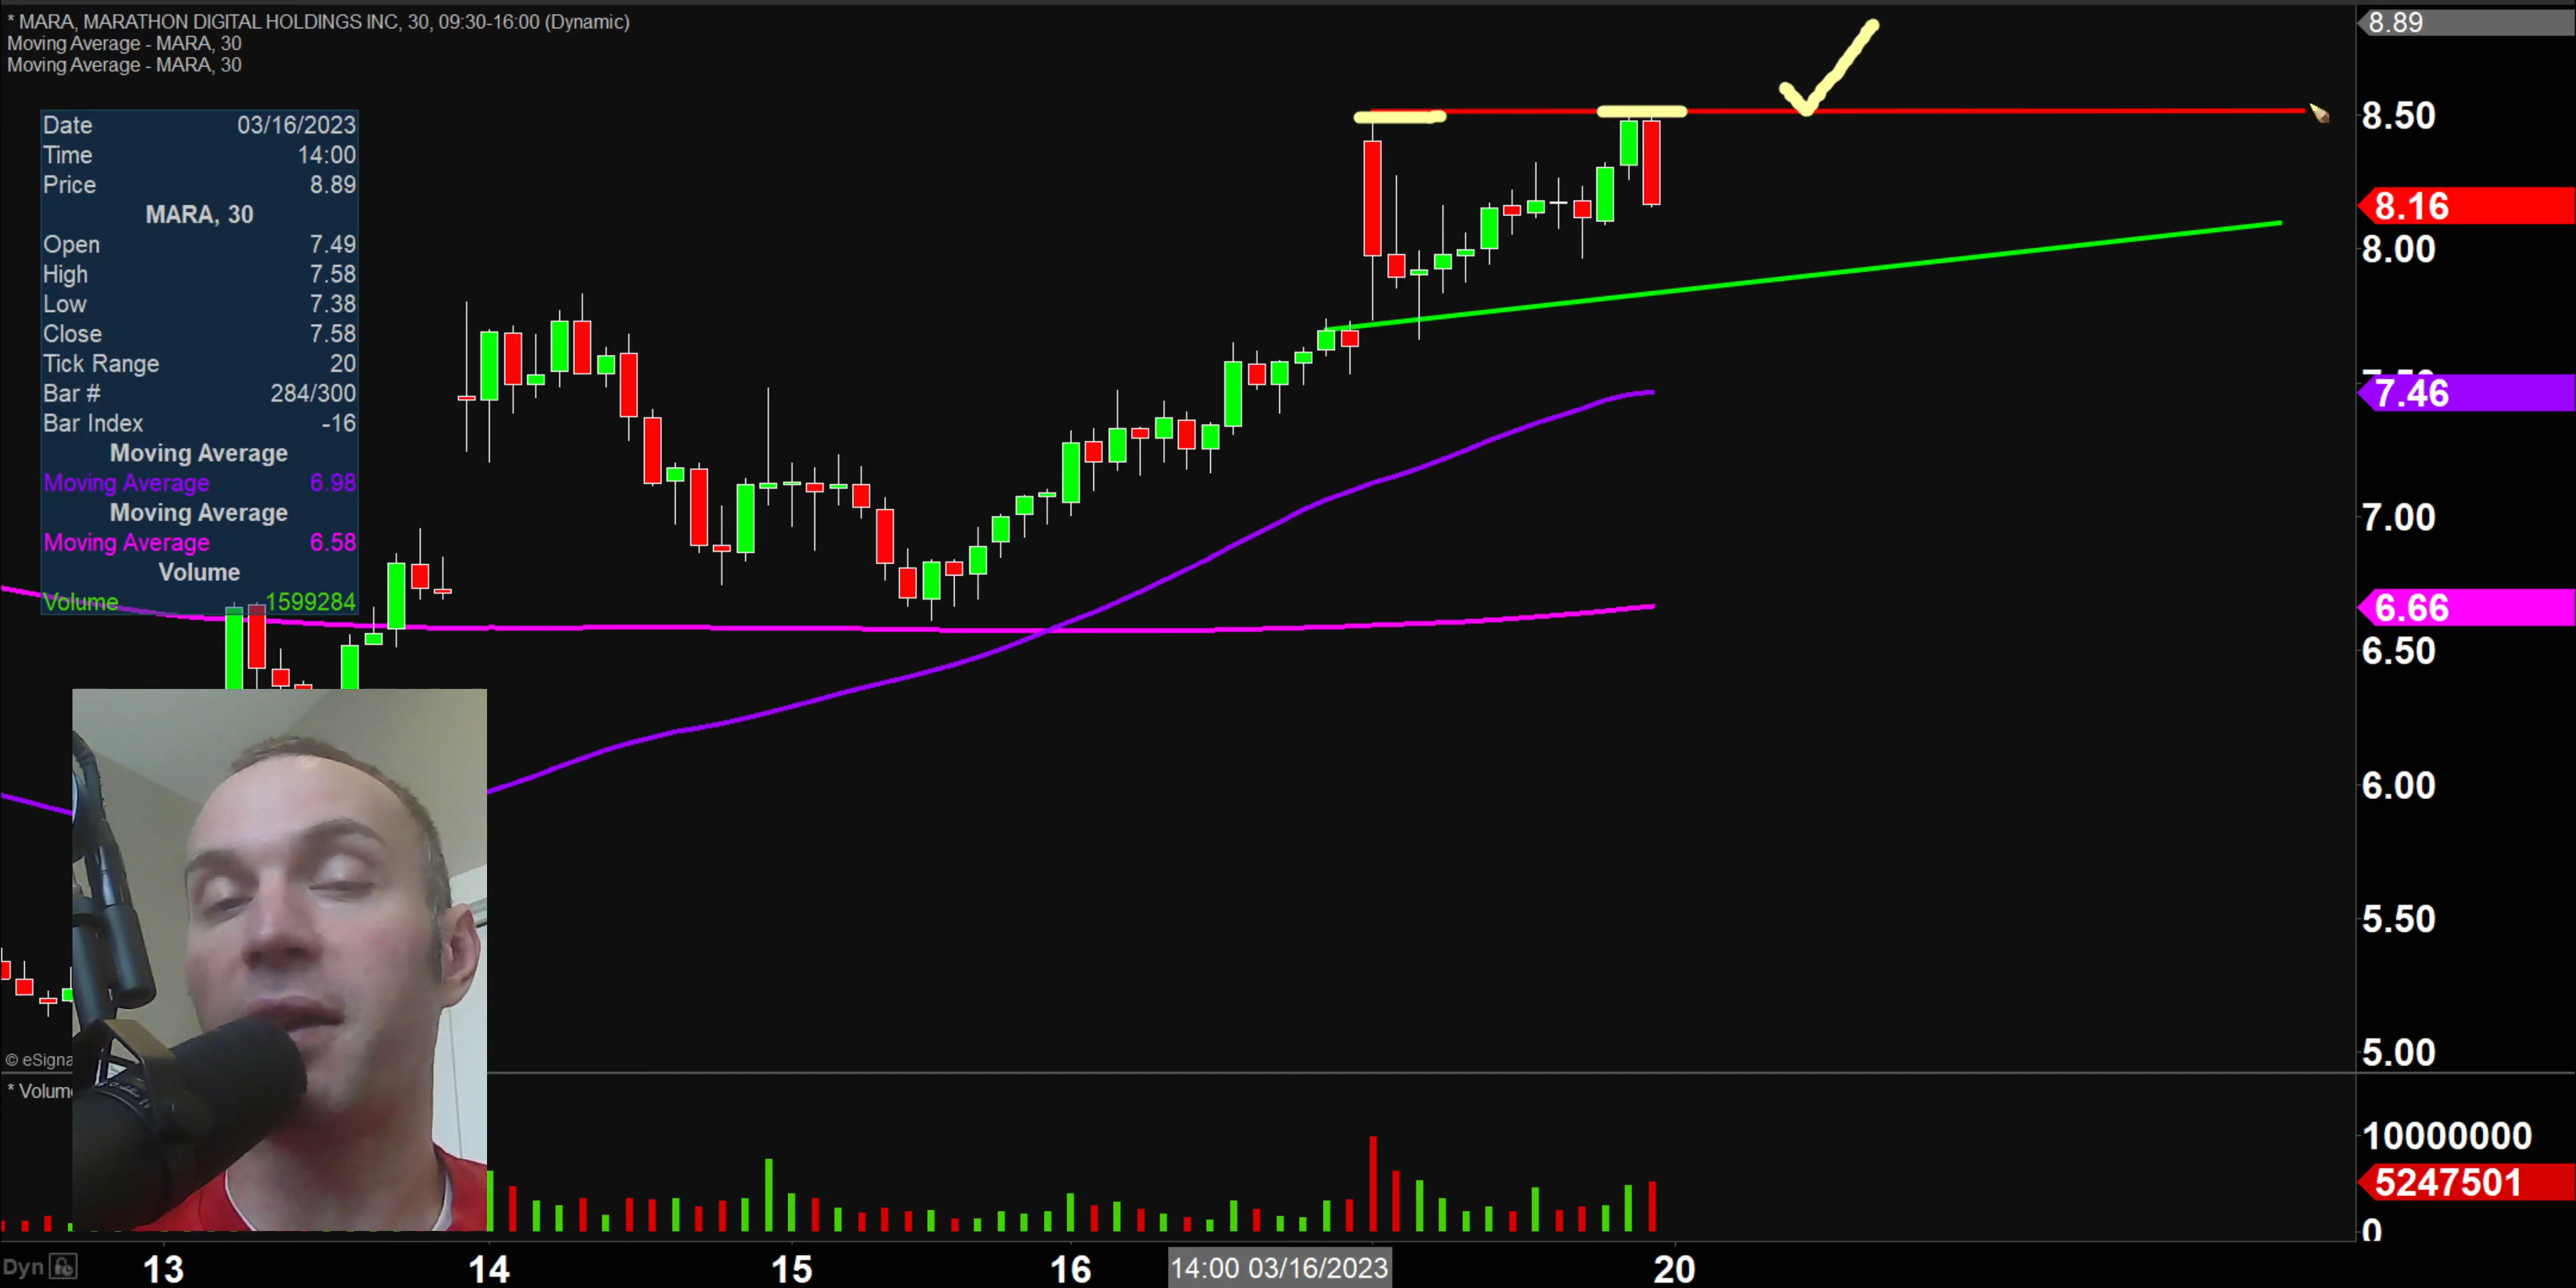 * MARA, MARATHON DIGITAL HOLDINGS INC, 30, 09:30-16:00 (Dynamic)
Moving Average - MARA, 30
Moving Average - MARA, 30
Date 03/16/2023
Time 14:00
Price 8.89
MARA, 30
Open 7.49
High 7.58
Low 7.38
Close 7.58
Tick Range 20
Bar # 284/300
Bar Index -16
Moving Average
Moving Average 6.98
Moving Average
Moving Average 6.58
Volume
Volume 1599284
8.89
8.50
8.16
8.00
7.46
7.00
6.66
6.50
6.00
5.50
5.00
© eSigna
* Volum
10000000
5247501
0
Dyn
13 14 15 16 14:00 03/16/2023 20